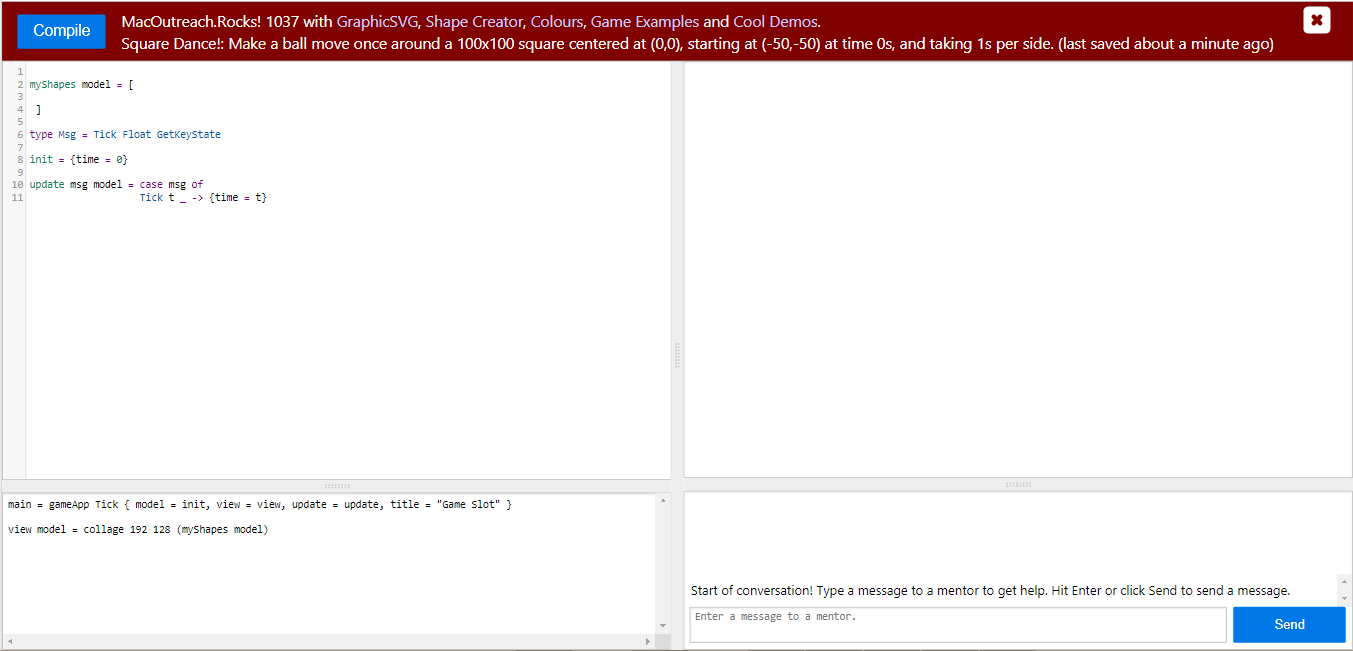 Compile
MacOutreach.Rocks! 1037 with GraphicSVG, Shape Creator, Colours, Game Examples and Cool Demos.
Square Dance!: Make a ball move once around a 100x100 square centered at (0,0), starting at (-50,-50) at time 0s, and taking 1s per side. (last saved about a minute ago)
1
2 myShapes model = [
3
4 ]
5
6 type Msg = Tick Float GetKeyState
7
8 init = {time = 0}
9
10 update msg model = case msg of
11 Tick t _ -> {time = t}
main = gameApp Tick { model = init, view = view, update = update, title = "Game Slot" }
view model = collage 192 128 (myShapes model)
Start of conversation! Type a message to a mentor to get help. Hit Enter or click Send to send a message.
Enter a message to a mentor.
Send